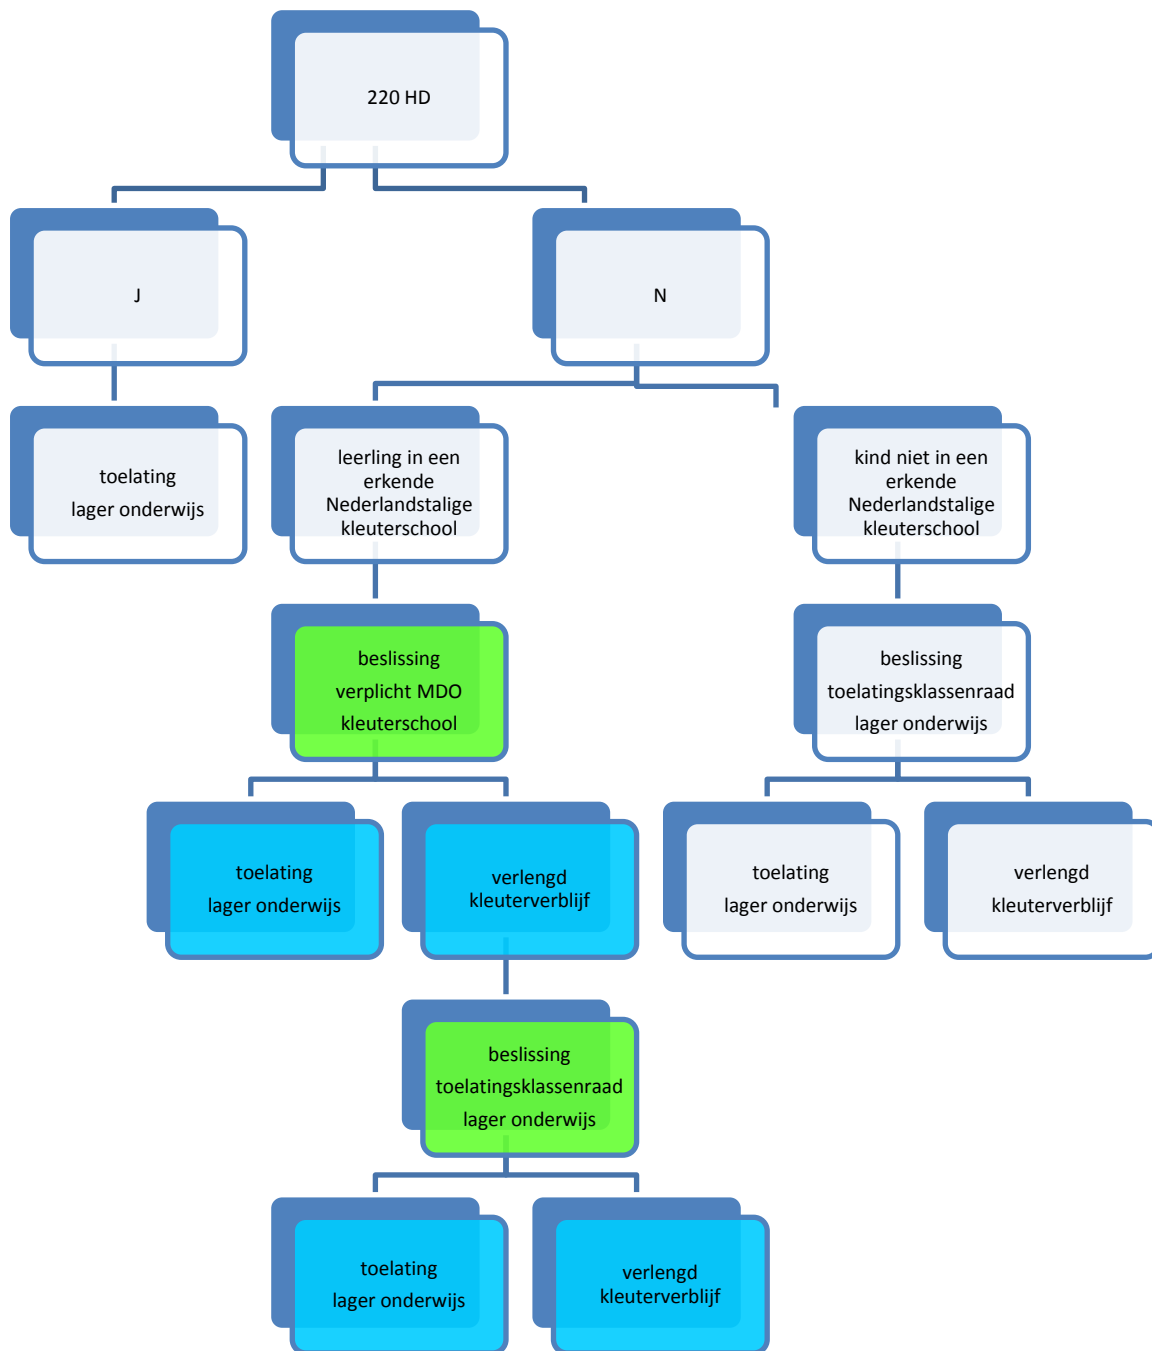 220 HD
J
N
toelating
lager onderwijs
leerling in een
erkende
Nederlandstalige
kleuterschool
kind niet in een
erkende
Nederlandstalige
kleuterschool
beslissing
verplicht MDO
kleuterschool
beslissing
toelatingsklassenraad
lager onderwijs
toelating
lager onderwijs
verlengd
kleuterverblijf
toelating
lager onderwijs
verlengd
kleuterverblijf
beslissing
toelatingsklassenraad
lager onderwijs
toelating
lager onderwijs
verlengd
kleuterverblijf